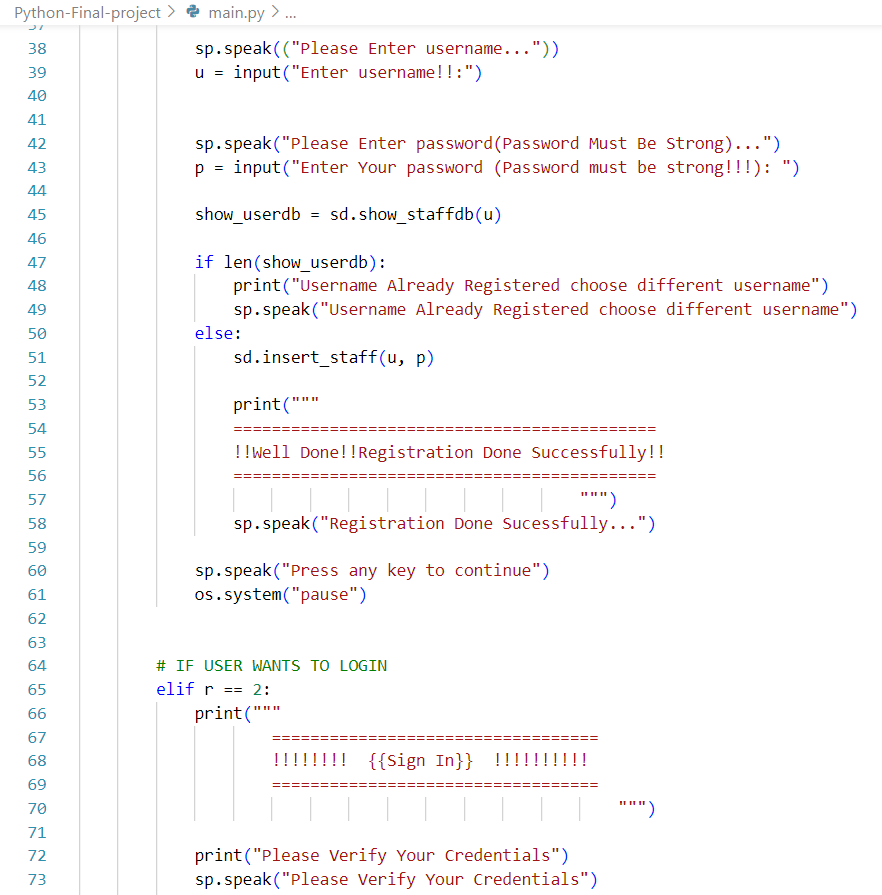 Python-Final-project > main.py > ...
37
38 sp.speak(("Please Enter username..."))
39 u = input("Enter username!!:")
40
41
42 sp.speak("Please Enter password(Password Must Be Strong)...")
43 p = input("Enter Your password (Password must be strong!!!): ")
44
45 show_userdb = sd.show_staffdb(u)
46
47 if len(show_userdb):
48 print("Username Already Registered choose different username")
49 sp.speak("Username Already Registered choose different username")
50 else:
51 sd.insert_staff(u, p)
52
53 print("""
54 ============================================
55 !!Well Done!!Registration Done Successfully!!
56 ============================================
57 """)
58 sp.speak("Registration Done Sucessfully...")
59
60 sp.speak("Press any key to continue")
61 os.system("pause")
62
63
64 # IF USER WANTS TO LOGIN
65 elif r == 2:
66 print("""
67 ==================================
68 !!!!!!!!  {{Sign In}}  !!!!!!!!!!
69 ==================================
70 """)
71
72 print("Please Verify Your Credentials")
73 sp.speak("Please Verify Your Credentials")